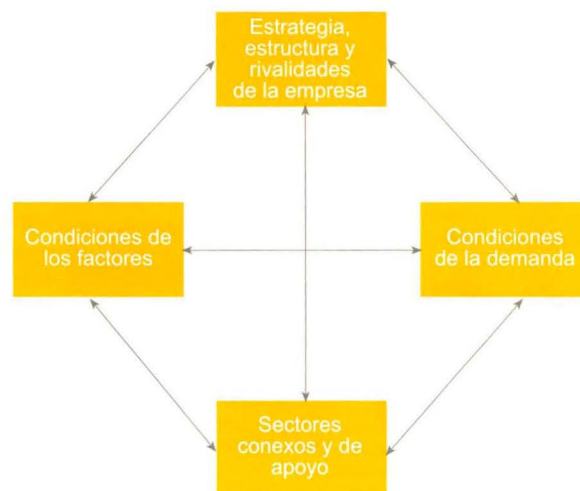 Estrategia,
estructura y
rivalidades
de la empresa
Condiciones de
los factores
Condiciones
de la demanda
Sectores
conexos y de
apoyo